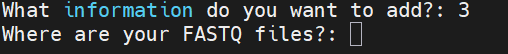 What information do you want to add?: 3
Where are your FASTQ files?: